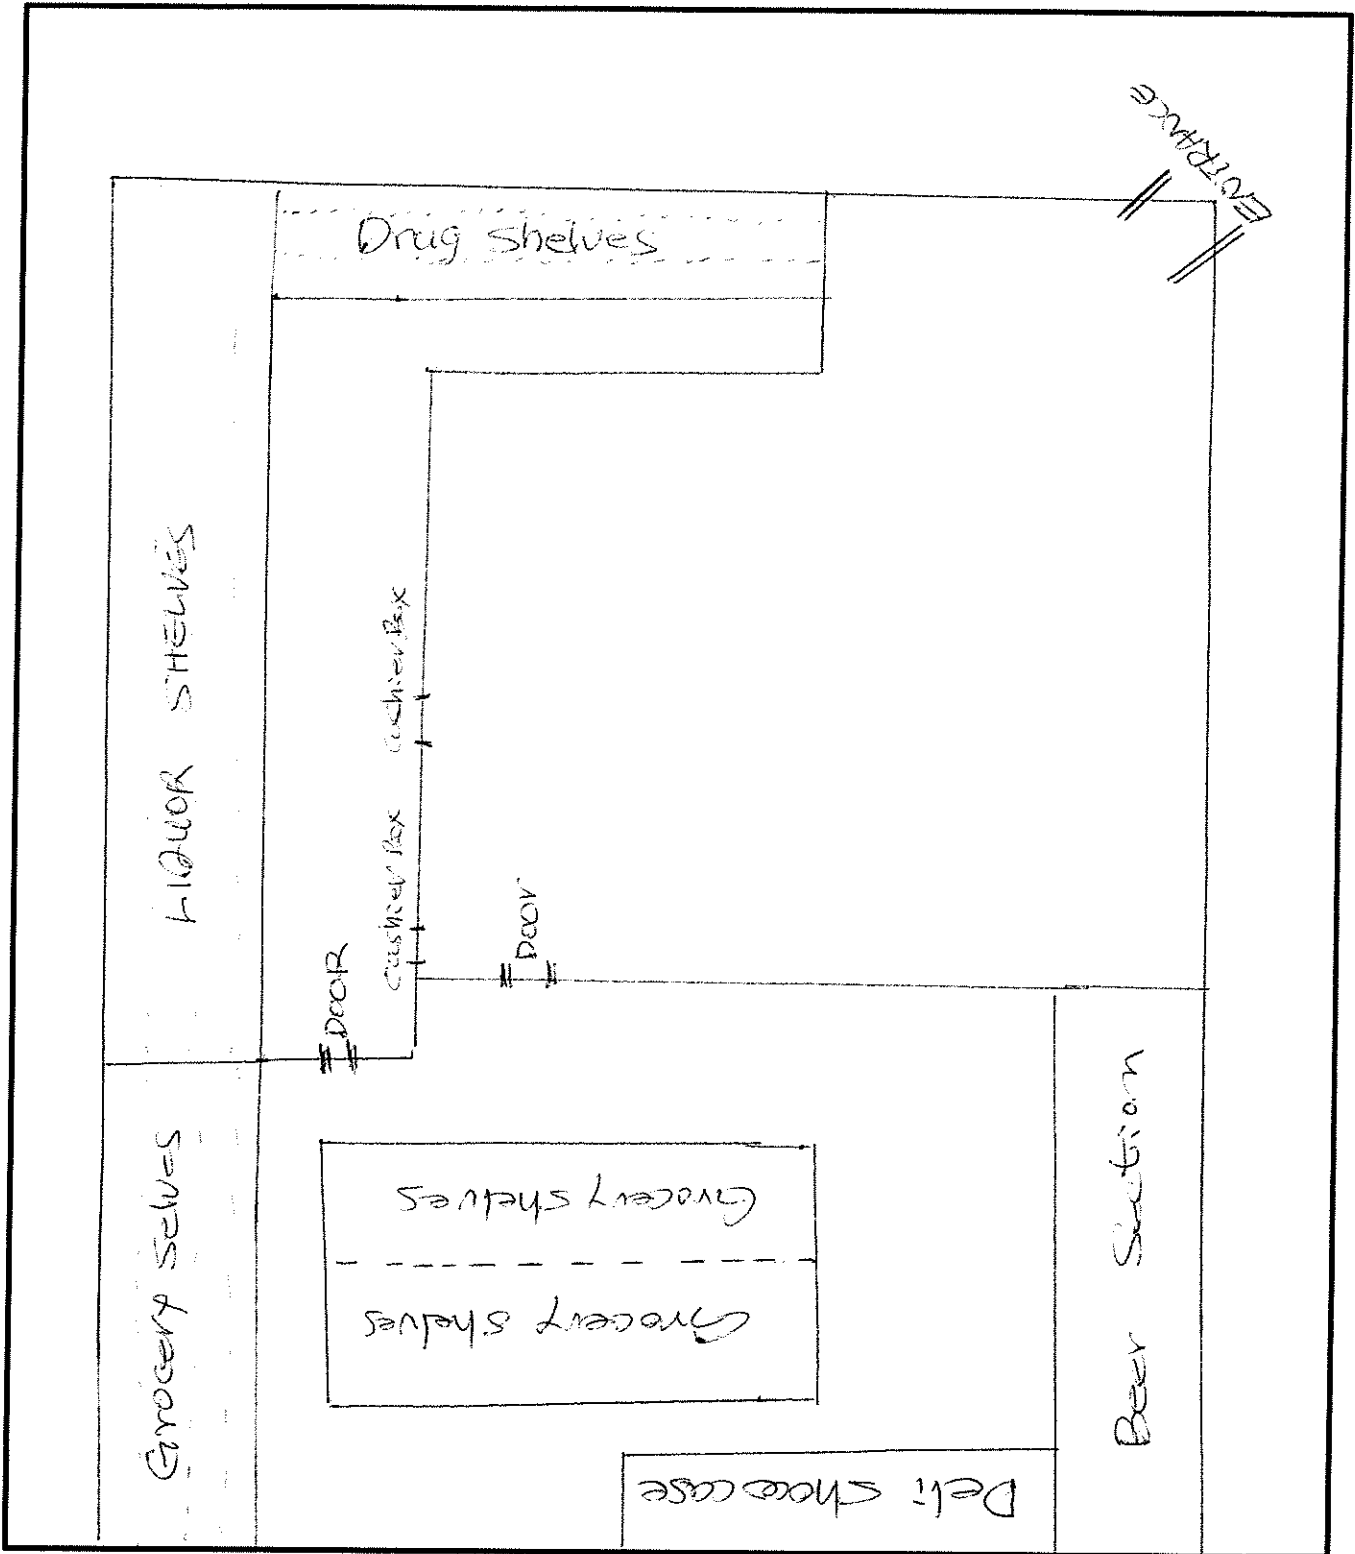 ENTRANCE
Drug shelves
LIQUOR SHELVES
Cashier Box
Cashier Box
DOOR
DOOR
Grocery Selves
Grocery shelves
Grocery shelves
Beer Section
Deli showcase